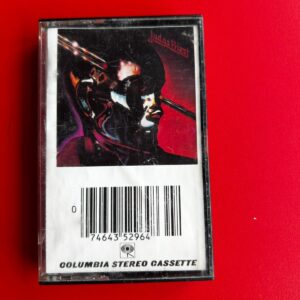 Judas Priest
0
74643 52964
COLUMBIA STEREO CASSETTE